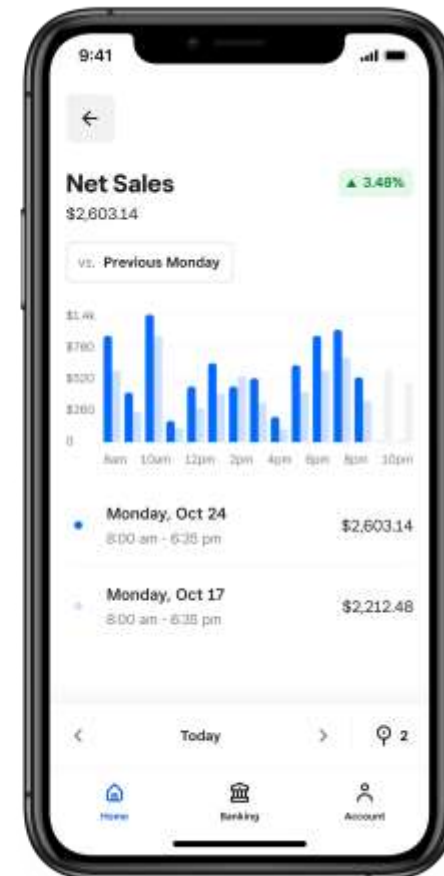 9:41
Net Sales
▲ 3.48%
$2,603.14
vs. Previous Monday
$1.4k
$780
$520
$260
0
8am 10am 12pm 2pm 4pm 6pm 8pm 10pm
Monday, Oct 24
8:00 am - 6:35 pm
$2,603.14
Monday, Oct 17
8:00 am - 6:35 pm
$2,212.48
Today
2
Home
Banking
Account